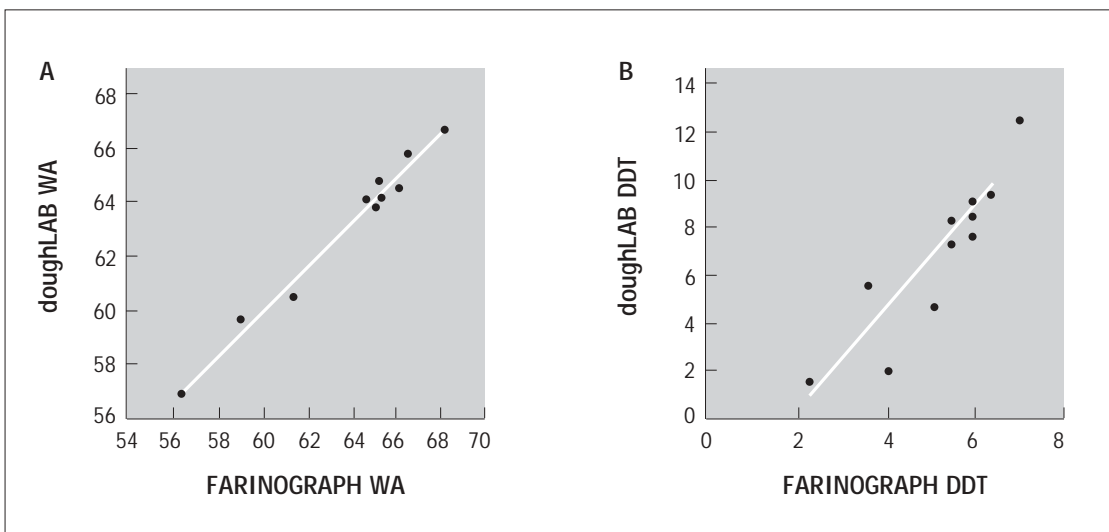 A
doughLAB WA
68
66
64
62
60
58
56
54 56 58 60 62 64 66 68 70
FARINOGRAPH WA
B
doughLAB DDT
14
12
10
8
6
4
2
0
0 2 4 6 8
FARINOGRAPH DDT